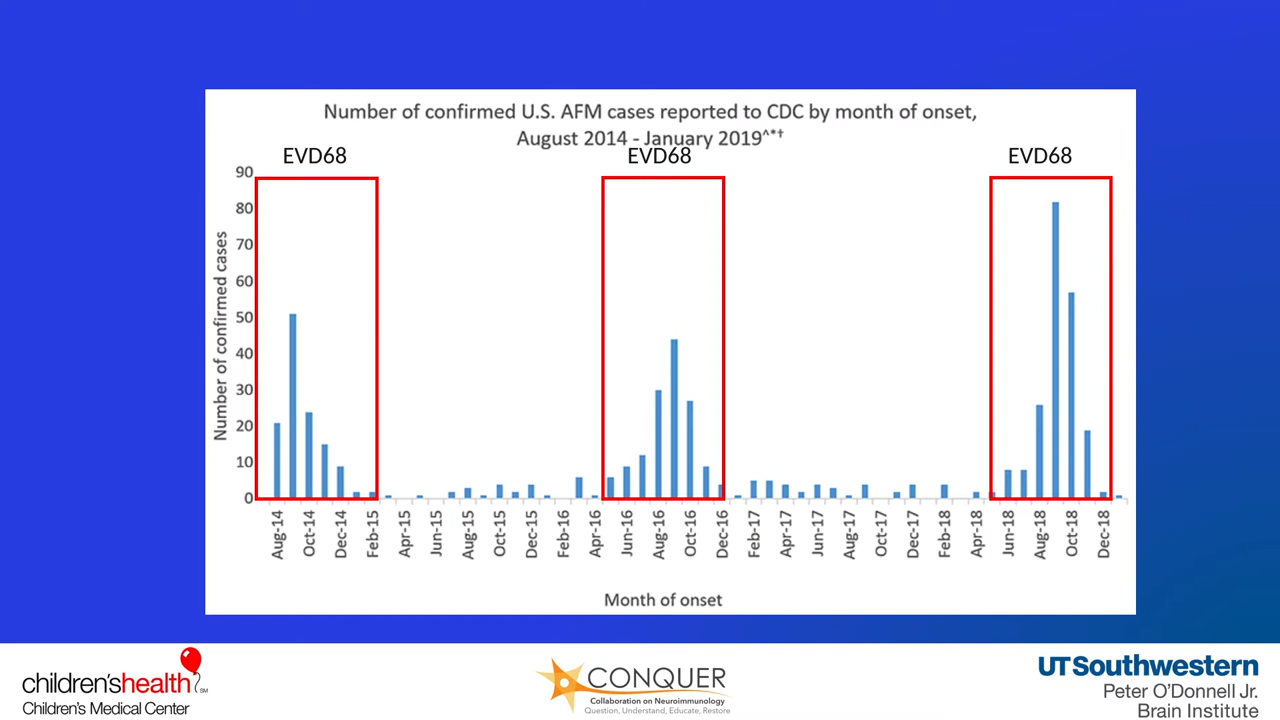 Number of confirmed U.S. AFM cases reported to CDC by month of onset,
August 2014 - January 2019^*†
EVD68 EVD68 EVD68
Number of confirmed cases
90
80
70
60
50
40
30
20
10
0
Aug-14 Oct-14 Dec-14 Feb-15 Apr-15 Jun-15 Aug-15 Oct-15 Dec-15 Feb-16 Apr-16 Jun-16 Aug-16 Oct-16 Dec-16 Feb-17 Apr-17 Jun-17 Aug-17 Oct-17 Dec-17 Feb-18 Apr-18 Jun-18 Aug-18 Oct-18 Dec-18
Month of onset
children'shealth SM
Children's Medical Center
CONQUER
Collaboration on Neuroimmunology
Question, Understand, Educate, Restore
UTSouthwestern
Peter O'Donnell Jr.
Brain Institute